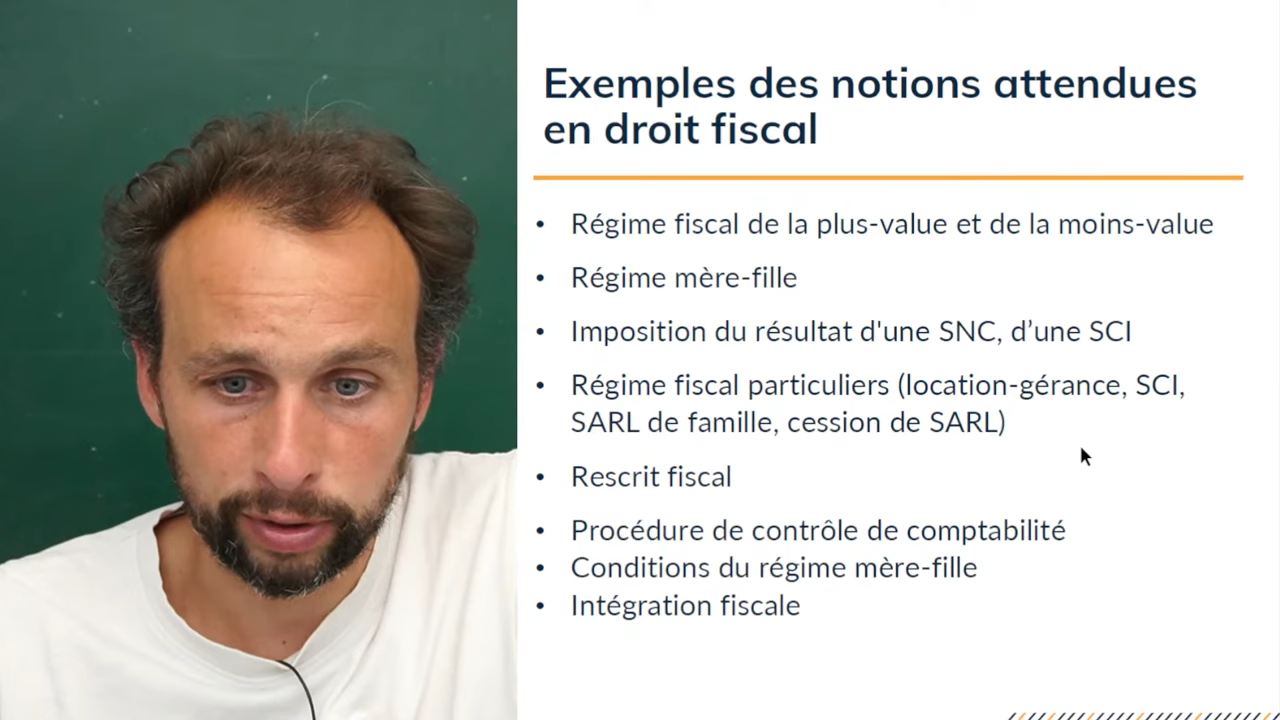 Exemples des notions attendues
en droit fiscal
• Régime fiscal de la plus-value et de la moins-value
• Régime mère-fille
• Imposition du résultat d'une SNC, d’une SCI
• Régime fiscal particuliers (location-gérance, SCI,
SARL de famille, cession de SARL)
• Rescrit fiscal
• Procédure de contrôle de comptabilité
• Conditions du régime mère-fille
• Intégration fiscale